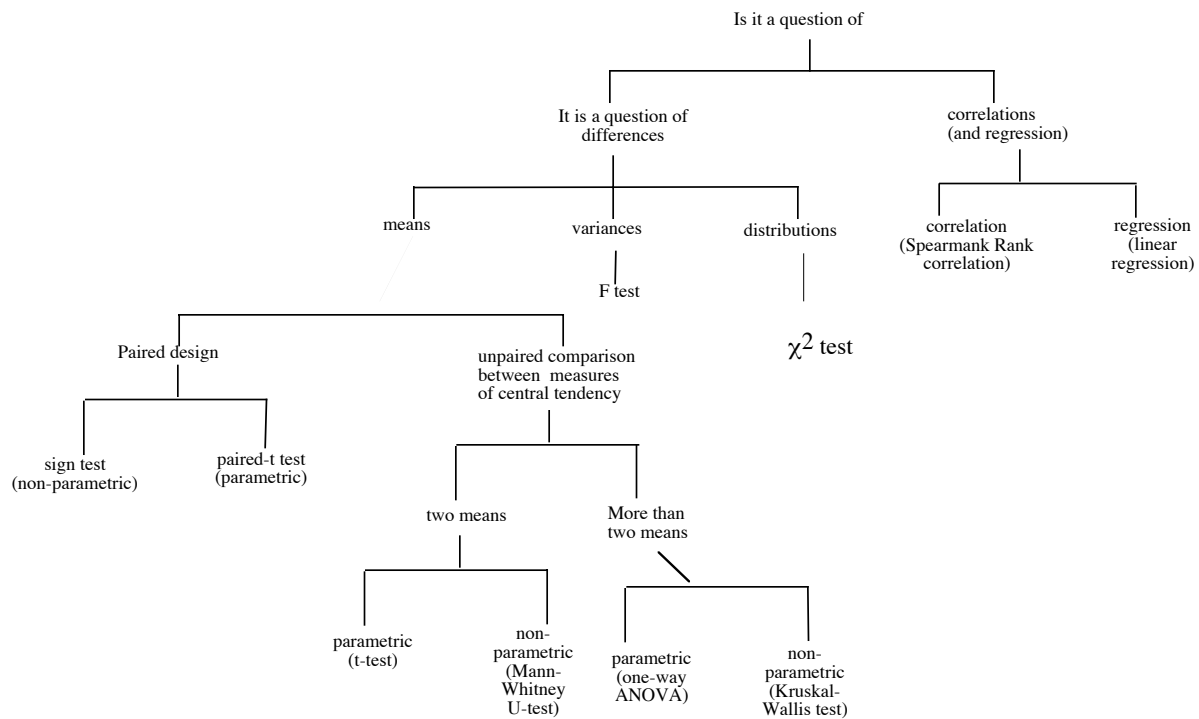 Is it a question of
It is a question of
differences
correlations
(and regression)
means
variances
distributions
correlation
(Spearmank Rank
correlation)
regression
(linear
regression)
F test
χ2 test
Paired design
unpaired comparison
between measures
of central tendency
sign test
(non-parametric)
paired-t test
(parametric)
two means
More than
two means
parametric
(t-test)
non-
parametric
(Mann-
Whitney
U-test)
parametric
(one-way
ANOVA)
non-
parametric
(Kruskal-
Wallis test)